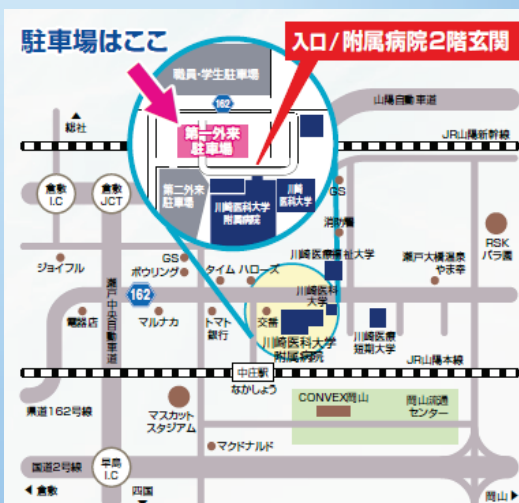 駐車場はここ
入口/附属病院2階玄関
職員・学生駐車場
162
第一外来
駐車場
第二外来
駐車場
川崎医科大学
附属病院
川崎
医科大学
山陽自動車道
総社
JR山陽新幹線
倉敷
I.C
倉敷
JCT
GS
消防署
川崎医療福祉大学
瀬戸大橋温泉
やま幸
RSK
バラ園
ジョイフル
GS
ボウリング
タイム
ハローズ
瀬戸中央自動車道
162
川崎医科
大学
電器店
マルナカ
トマト
銀行
交番
川崎医科大学
附属病院
川崎医療
短期大学
JR山陽本線
中庄駅
なかしょう
県道162号線
マスカット
スタジアム
CONVEX岡山
岡山流通
センター
マクドナルド
国道2号線
早島
I.C
倉敷
四国
岡山